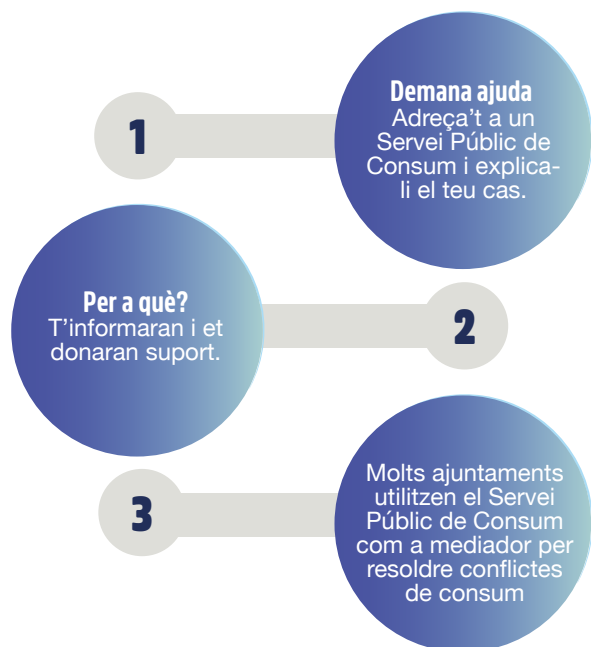 1
Demana ajuda
Adreça't a un
Servei Públic de
Consum i explica-
li el teu cas.
Per a què?
T'informaran i et
donaran suport.
2
3
Molts ajuntaments
utilitzen el Servei
Públic de Consum
com a mediador per
resoldre conflictes
de consum